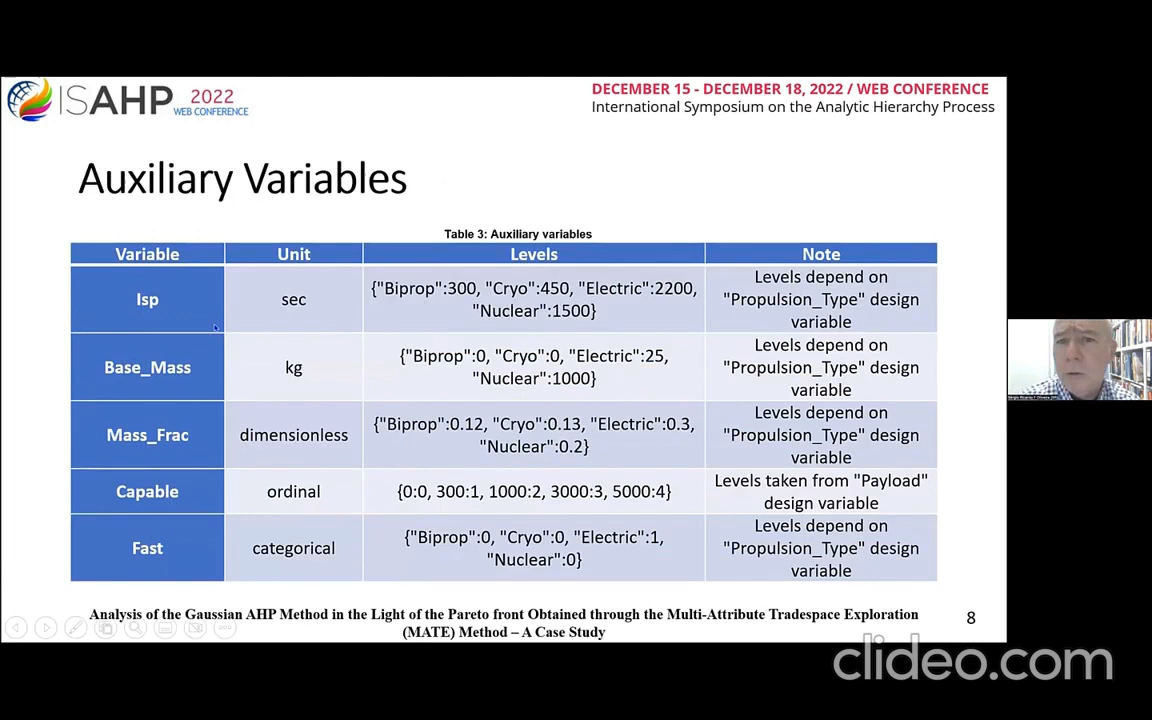 ISAHP 2022
WEB CONFERENCE
DECEMBER 15 - DECEMBER 18, 2022 / WEB CONFERENCE
International Symposium on the Analytic Hierarchy Process
Auxiliary Variables
Table 3: Auxiliary variables
Variable Unit Levels Note
Isp sec {"Biprop":300, "Cryo":450, "Electric":2200, "Nuclear":1500} Levels depend on "Propulsion_Type" design variable
Base_Mass kg {"Biprop":0, "Cryo":0, "Electric":25, "Nuclear":1000} Levels depend on "Propulsion_Type" design variable
Mass_Frac dimensionless {"Biprop":0.12, "Cryo":0.13, "Electric":0.3, "Nuclear":0.2} Levels depend on "Propulsion_Type" design variable
Capable ordinal {0:0, 300:1, 1000:2, 3000:3, 5000:4} Levels taken from "Payload" design variable
Fast categorical {"Biprop":0, "Cryo":0, "Electric":1, "Nuclear":0} Levels depend on "Propulsion_Type" design variable
Analysis of the Gaussian AHP Method in the Light of the Pareto front Obtained through the Multi-Attribute Tradespace Exploration
(MATE) Method – A Case Study
8
clideo.com